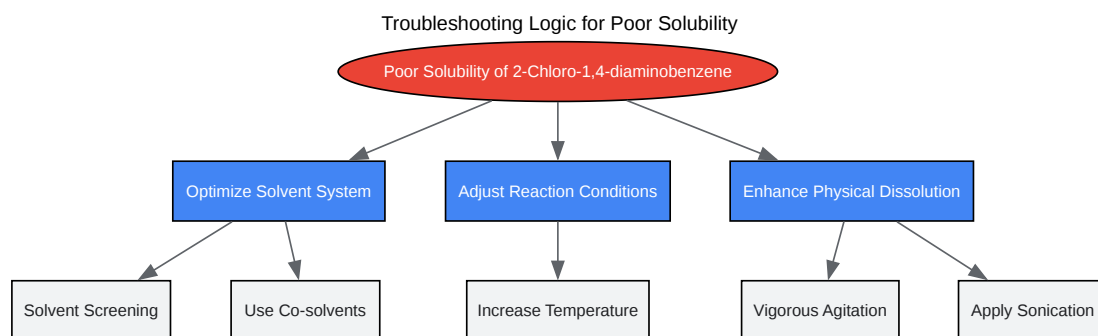 Troubleshooting Logic for Poor Solubility
Poor Solubility of 2-Chloro-1,4-diaminobenzene
Optimize Solvent System
Adjust Reaction Conditions
Enhance Physical Dissolution
Solvent Screening
Use Co-solvents
Increase Temperature
Vigorous Agitation
Apply Sonication